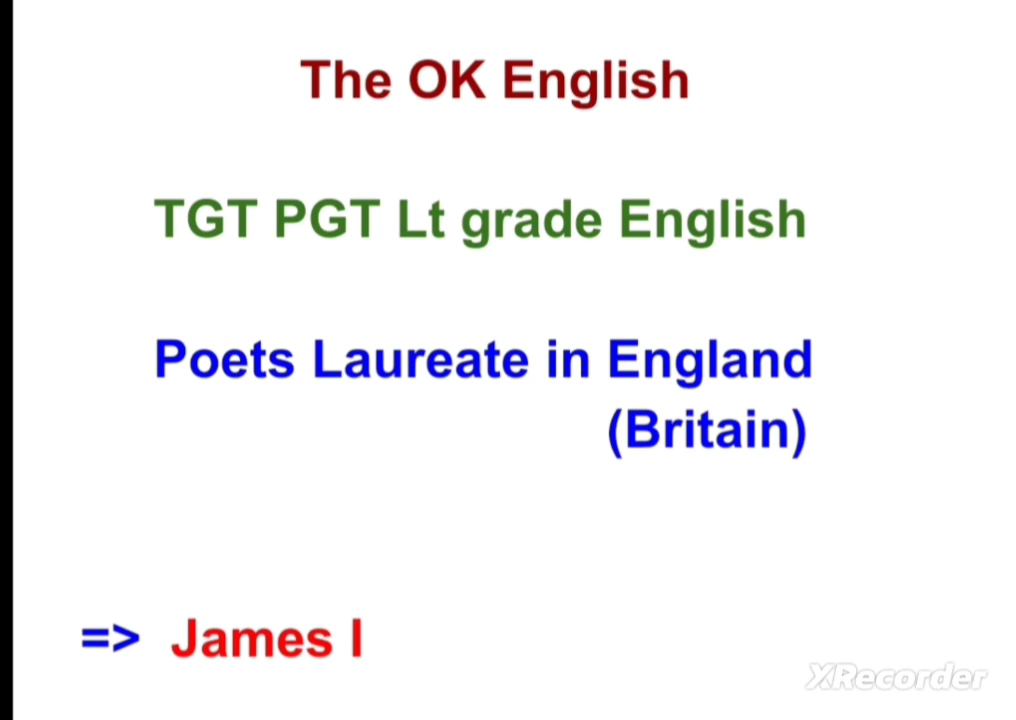 The OK English
TGT PGT Lt grade English
Poets Laureate in England
(Britain)
=> James I
XRecorder